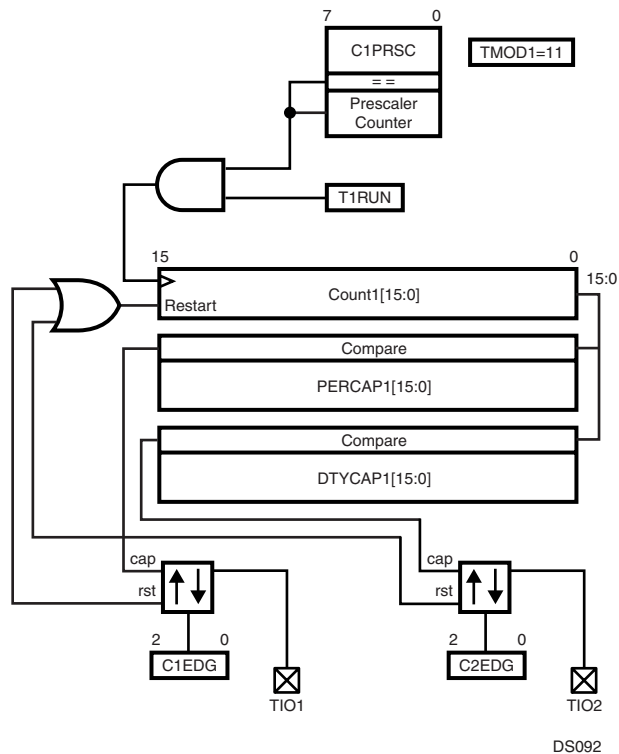 7 0
C1PRSC
TMOD1=11
= =
Prescaler
Counter
T1RUN
15 0
15:0
Count1[15:0]
Restart
Compare
PERCAP1[15:0]
Compare
DTYCAP1[15:0]
cap
rst
cap
rst
2 0
C1EDG
2 0
C2EDG
TIO1
TIO2
DS092